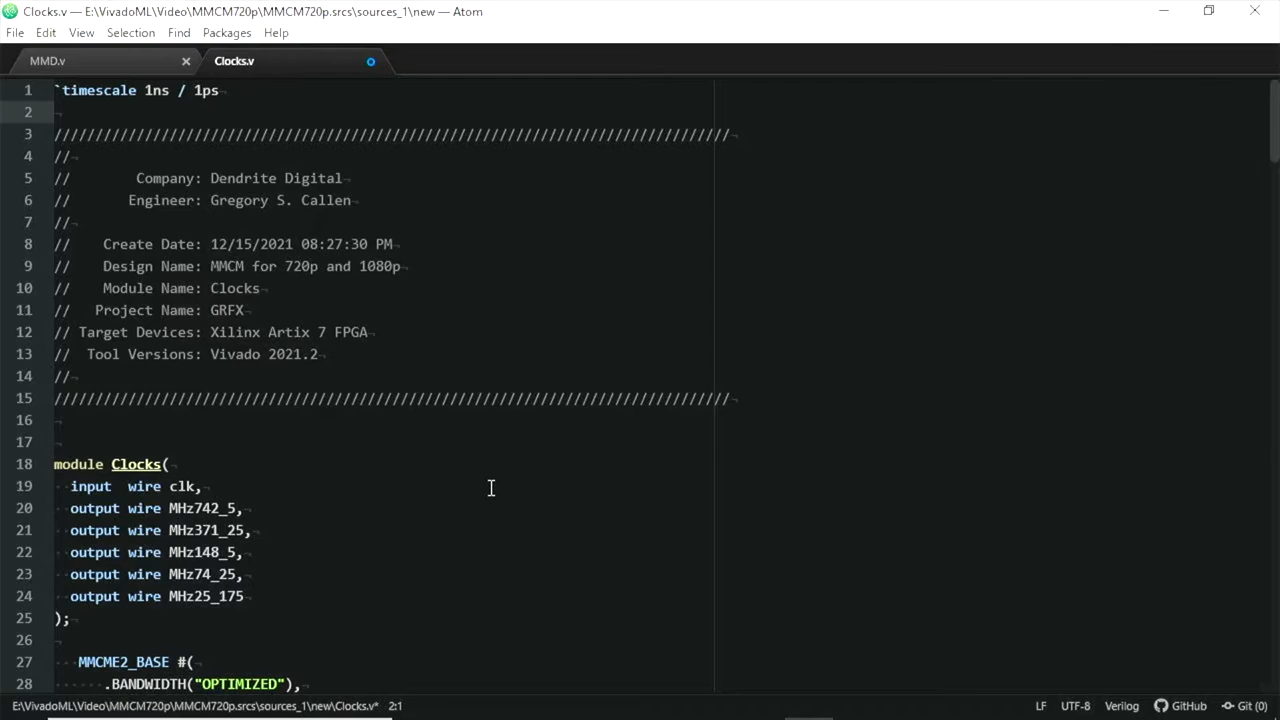 Clocks.v — E:\VivadoML\Video\MMCM720p\MMCM720p.srcs\sources_1\new — Atom
File Edit View Selection Find Packages Help
MMD.v Clocks.v
1 `timescale 1ns / 1ps
2
3 //////////////////////////////////////////////////////////////////////////////////
4 //
5 // Company: Dendrite Digital
6 // Engineer: Gregory S. Callen
7 //
8 // Create Date: 12/15/2021 08:27:30 PM
9 // Design Name: MMCM for 720p and 1080p
10 // Module Name: Clocks
11 // Project Name: GRFX
12 // Target Devices: Xilinx Artix 7 FPGA
13 // Tool Versions: Vivado 2021.2
14 //
15 //////////////////////////////////////////////////////////////////////////////////
16
17
18 module Clocks(
19 input wire clk,
20 output wire MHz742_5,
21 output wire MHz371_25,
22 output wire MHz148_5,
23 output wire MHz74_25,
24 output wire MHz25_175
25 );
26
27 MMCME2_BASE #(
28 .BANDWIDTH("OPTIMIZED"),
E:\VivadoML\Video\MMCM720p\MMCM720p.srcs\sources_1\new\Clocks.v* 2:1 LF UTF-8 Verilog GitHub Git (0)